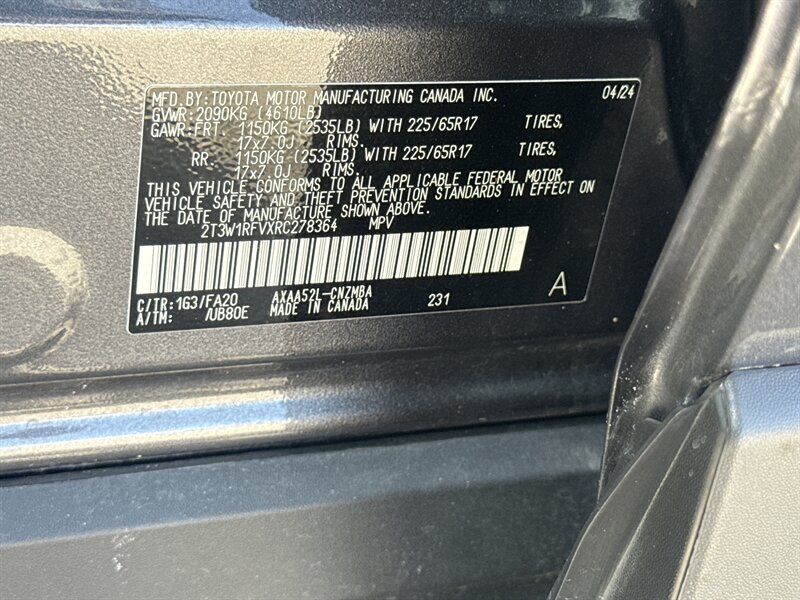 MFD.BY:TOYOTA MOTOR MANUFACTURING CANADA INC. 04/24
GVWR:2090KG (4610LB)
GAWR:FRT. 1150KG (2535LB) WITH 225/65R17 TIRES,
17x7.0J RIMS.
RR. 1150KG (2535LB) WITH 225/65R17 TIRES,
17x7.0J RIMS.
THIS VEHICLE CONFORMS TO ALL APPLICABLE FEDERAL MOTOR
VEHICLE SAFETY AND THEFT PREVENTION STANDARDS IN EFFECT ON
THE DATE OF MANUFACTURE SHOWN ABOVE.
2T3W1RFVXRC278364 MPV
C/TR:1G3/FA20 AXAA52L-CNZMBA 231 A
A/TM: /UB80E MADE IN CANADA